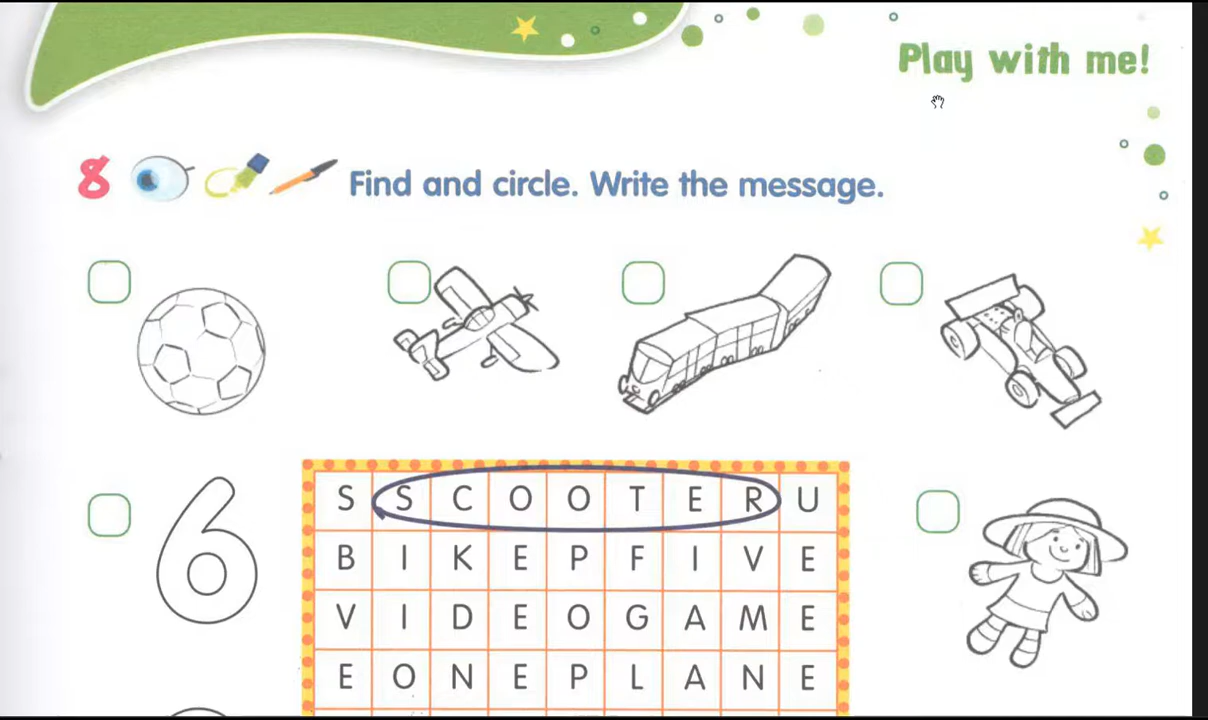 Play with me!
8 Find and circle. Write the message.
6
S S C O O T E R U
B I K E P F I V E
V I D E O G A M E
E O N E P L A N E